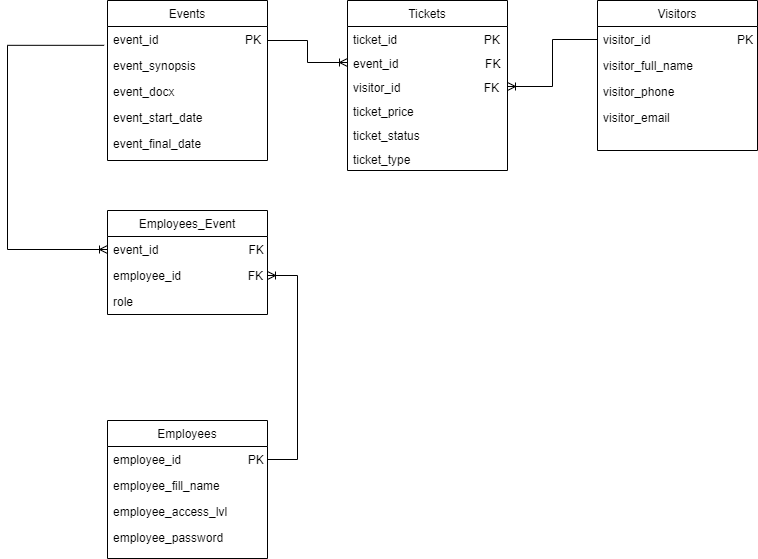 Events
event_id PK
event_synopsis
event_docx
event_start_date
event_final_date
Tickets
ticket_id PK
event_id FK
visitor_id FK
ticket_price
ticket_status
ticket_type
Visitors
visitor_id PK
visitor_full_name
visitor_phone
visitor_email
Employees_Event
event_id FK
employee_id FK
role
Employees
employee_id PK
employee_fill_name
employee_access_lvl
employee_password